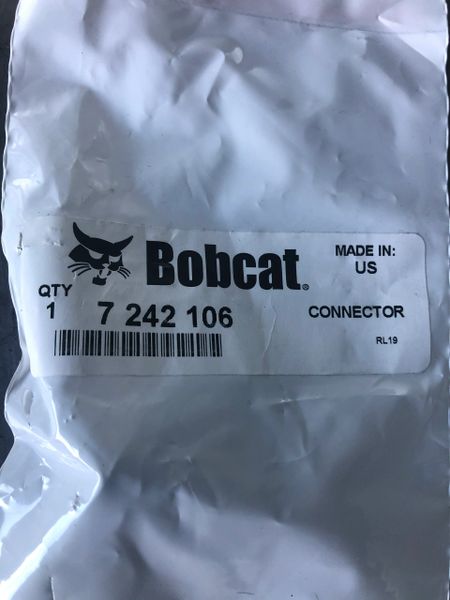 Bobcat®
MADE IN:
US
QTY
1 7 242 106
CONNECTOR
RL19